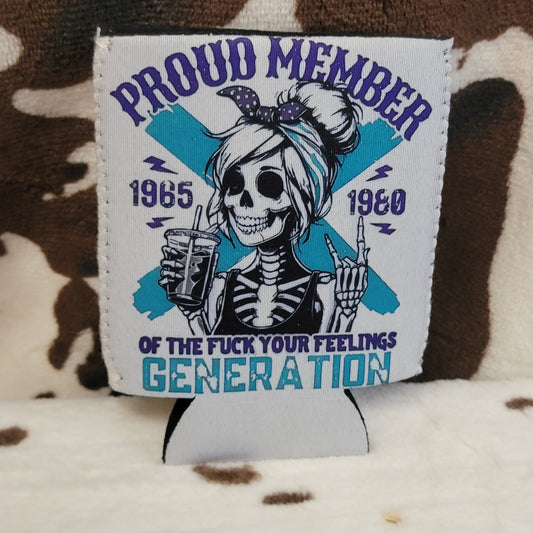 PROUD MEMBER
1965 1980
OF THE FUCK YOUR FEELINGS
GENERATION